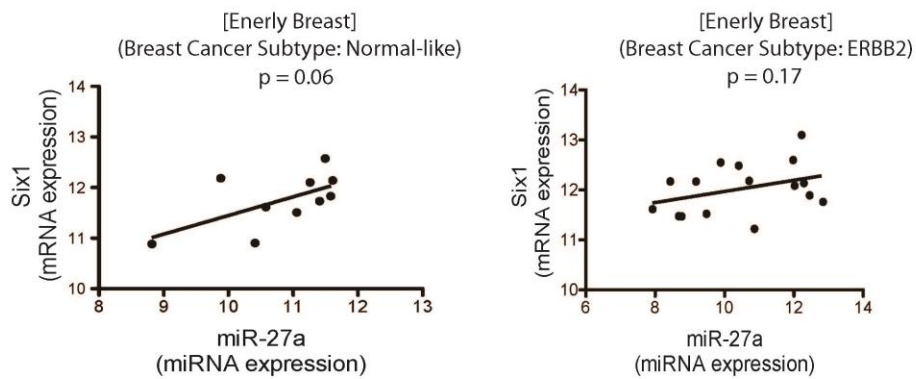 [Enerly Breast]
(Breast Cancer Subtype: Normal-like)
p = 0.06
14
13
12
11
10
Six1
(mRNA expression)
8
9
10
11
12
13
miR-27a
(miRNA expression)
[Enerly Breast]
(Breast Cancer Subtype: ERBB2)
p = 0.17
14
13
12
11
10
Six1
(mRNA expression)
6
8
10
12
14
miR-27a
(miRNA expression)